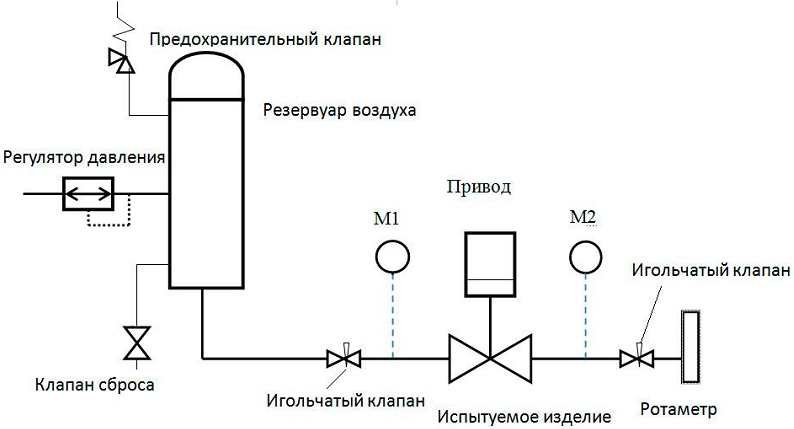 Предохранительный клапан
Резервуар воздуха
Регулятор давления
Привод
М1
М2
Игольчатый клапан
Клапан сброса
Игольчатый клапан
Испытуемое изделие
Ротаметр